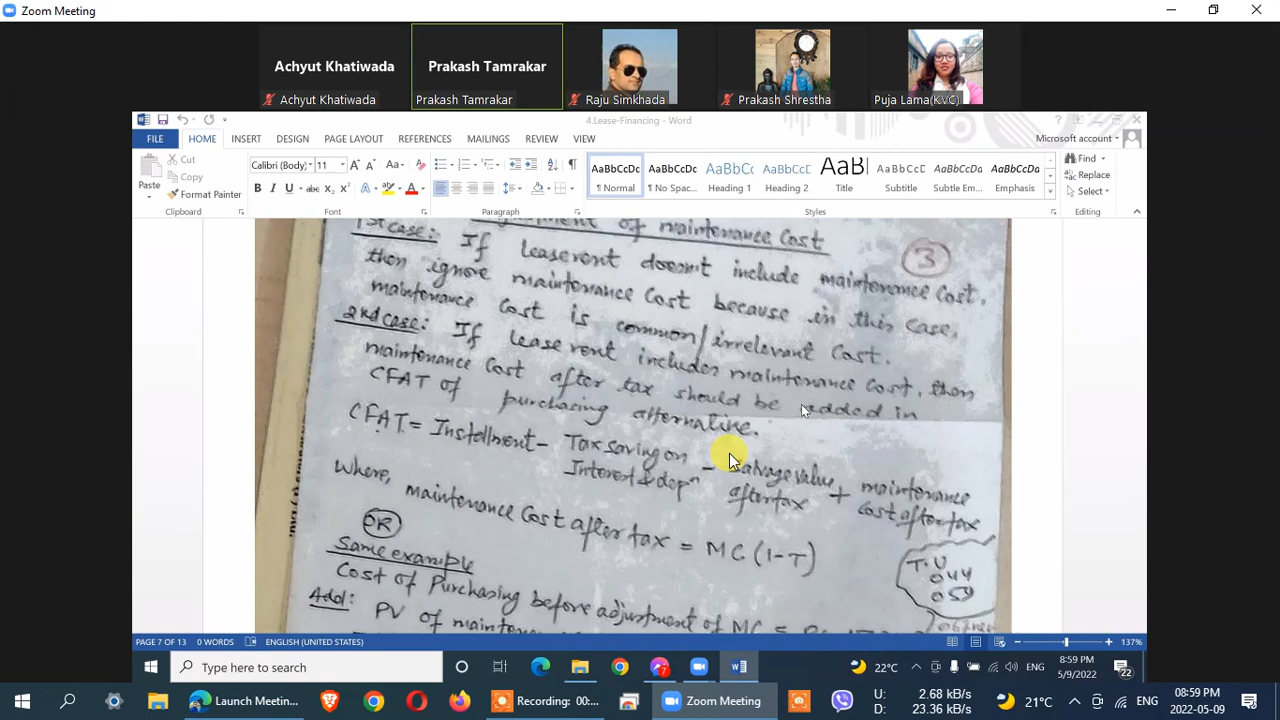 Zoom Meeting
Achyut Khatiwada
Prakash Tamrakar
Achyut Khatiwada
Prakash Tamrakar
Raju Simkhada
Prakash Shrestha
Puja Lama(KVC)
4.Lease-Financing - Word
FILE HOME INSERT DESIGN PAGE LAYOUT REFERENCES MAILINGS REVIEW VIEW
Microsoft account
Paste
Cut
Copy
Format Painter
Calibri (Body) 11
AaBbCcDc AaBbCcDc AaBbCc AaBbCcC AaBl AaBbCcD AaBbCcDa AaBbCcDa
¶ Normal ¶ No Spac... Heading 1 Heading 2 Title Subtitle Subtle Em... Emphasis
Find
Replace
Select
Clipboard Font Paragraph Styles Editing
of maintenance Cost
3
1st case: If lease rent doesn't include maintenance Cost,
then ignore maintenance Cost because in this case,
maintenance Cost is common/irrelevant Cost.
2nd case: If lease rent includes maintenance Cost, then
maintenance Cost after tax should be added in
CFAT of purchasing alternative.
CFAT = Installment - Tax saving on Interest & depn - Salvage value after tax + maintenance Cost after tax
Where, maintenance Cost after tax = MC (1-T)
OR
Same example
Cost of Purchasing before adjustment of MC =
Add: PV of
T.U
044
PAGE 7 OF 13 0 WORDS ENGLISH (UNITED STATES) 137%
Type here to search
22°C ENG
8:59 PM
5/9/2022
22
Launch Meetin...
Recording: 00:...
Zoom Meeting
U: 2.68 kB/s
D: 23.36 kB/s
21°C ENG
08:59 PM
2022-05-09